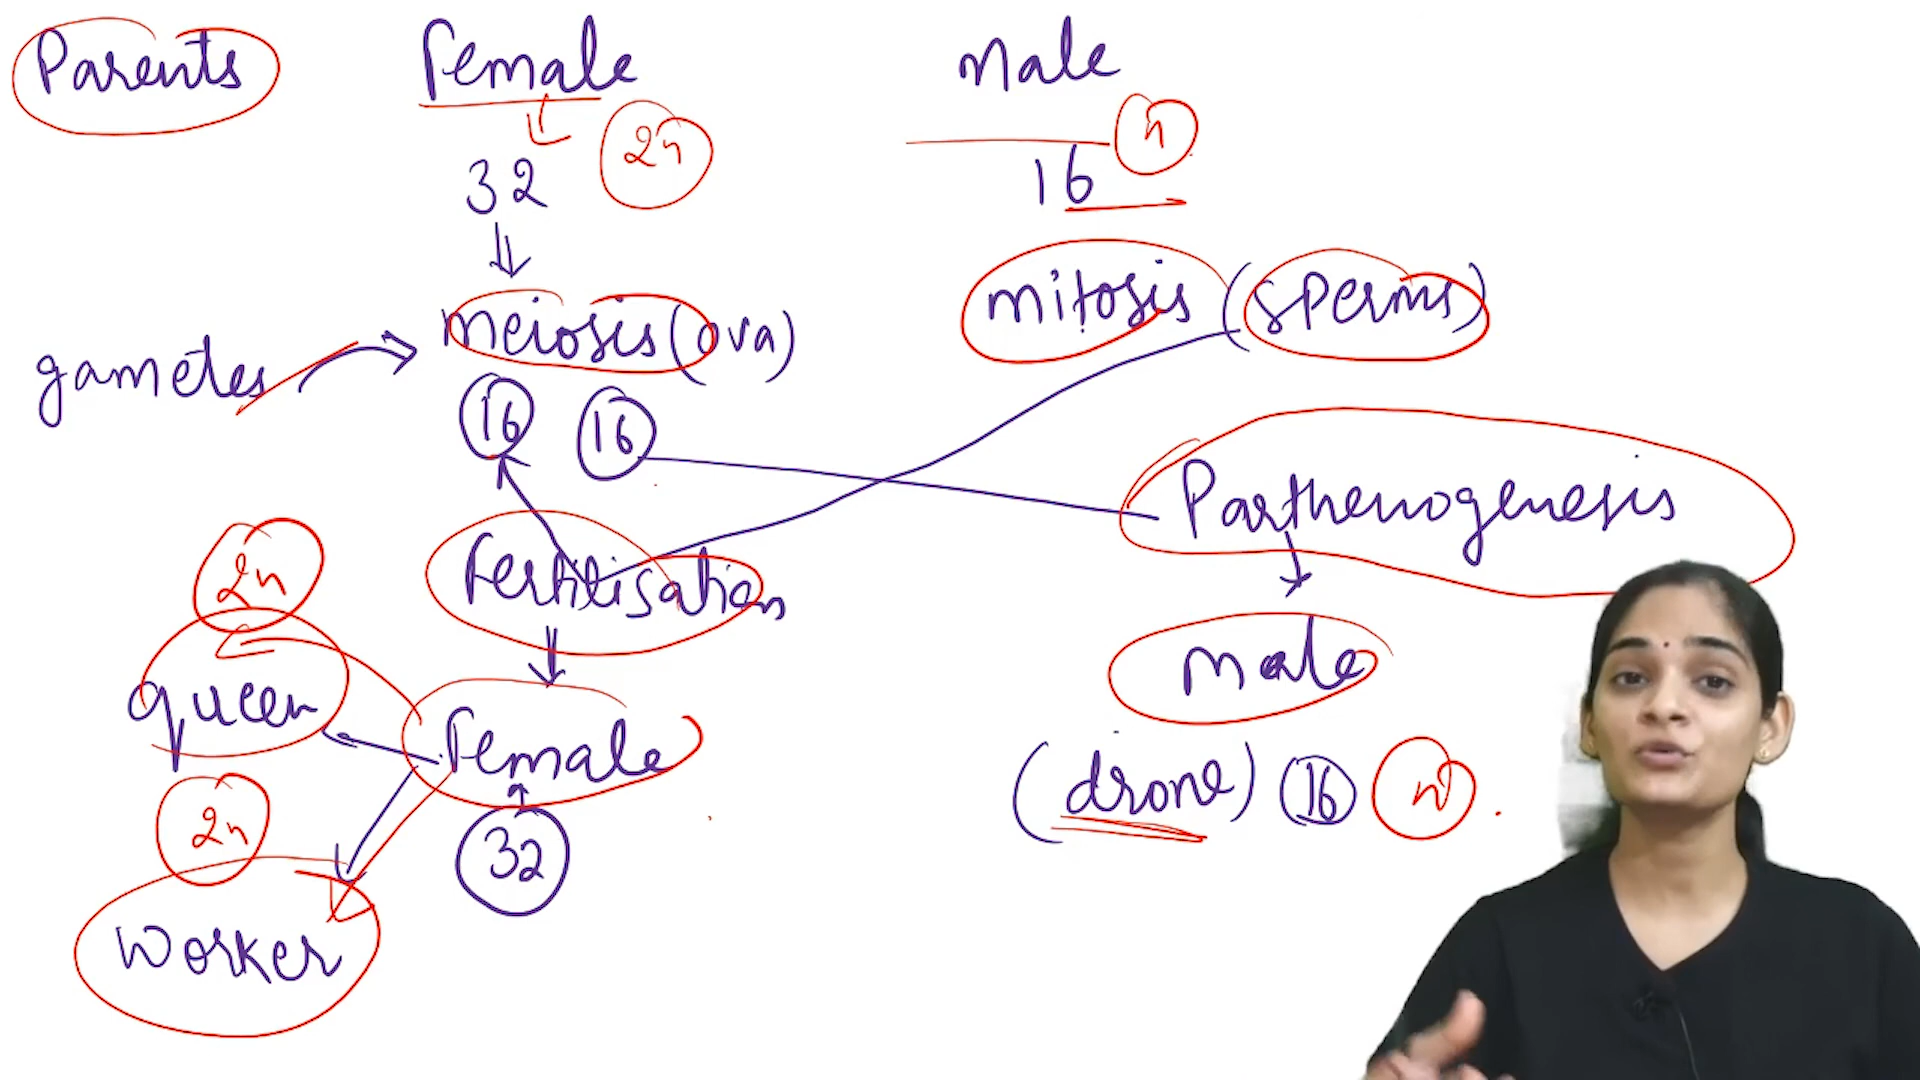 Parents Female Male
2n n
32 16
meiosis (ova) mitosis (sperms)
gametes
16 16
Parthenogenesis
2n Fertilisation
queen Female Male
2n 32 (drone) 16 n
Worker